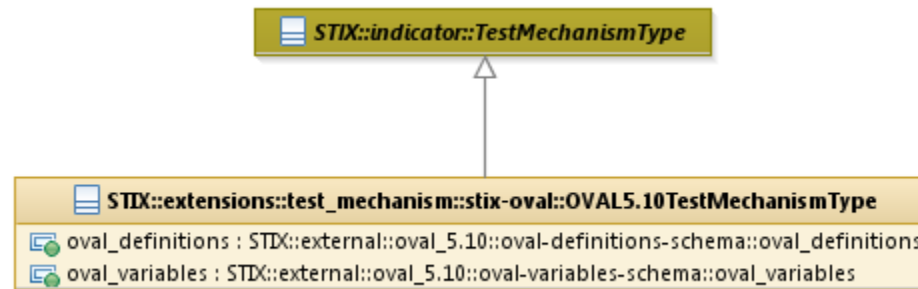 STIX::indicator::TestMechanismType
STIX::extensions::test_mechanism::stix-oval::OVAL5.10TestMechanismType
oval_definitions : STIX::external::oval_5.10::oval-definitions-schema::oval_definitions
oval_variables : STIX::external::oval_5.10::oval-variables-schema::oval_variables